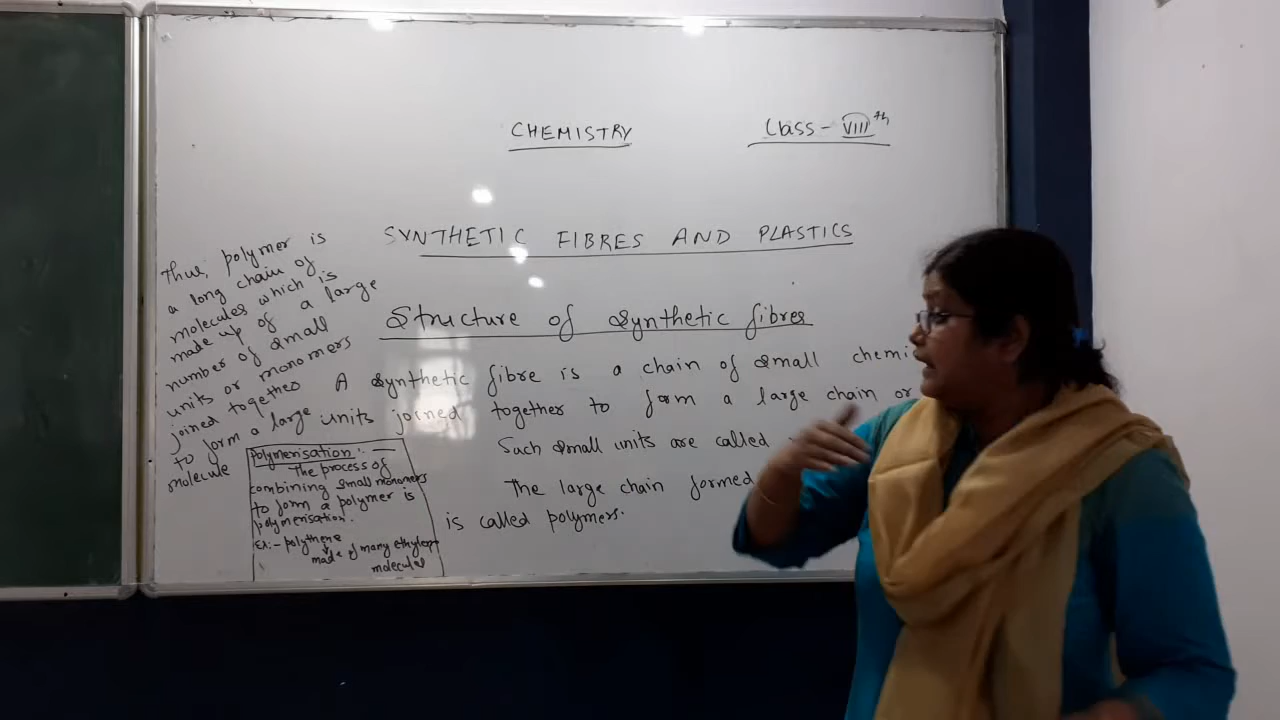 CHEMISTRY
Class - VIIIth
SYNTHETIC FIBRES AND PLASTICS
Structure of Synthetic fibres
A Synthetic fibre is a chain of small chemi
units joined together to form a large chain or
Such small units are called
The large chain formed
is called polymers.
Thus, polymer is
a long chain of
molecules which is
made up of a large
number of small
units or monomers
joined together
to form a large
molecule
Polymerisation :-
The process of
combining small monomers
to form a polymer is
polymerisation.
Ex:- polythene
made of many
molecular